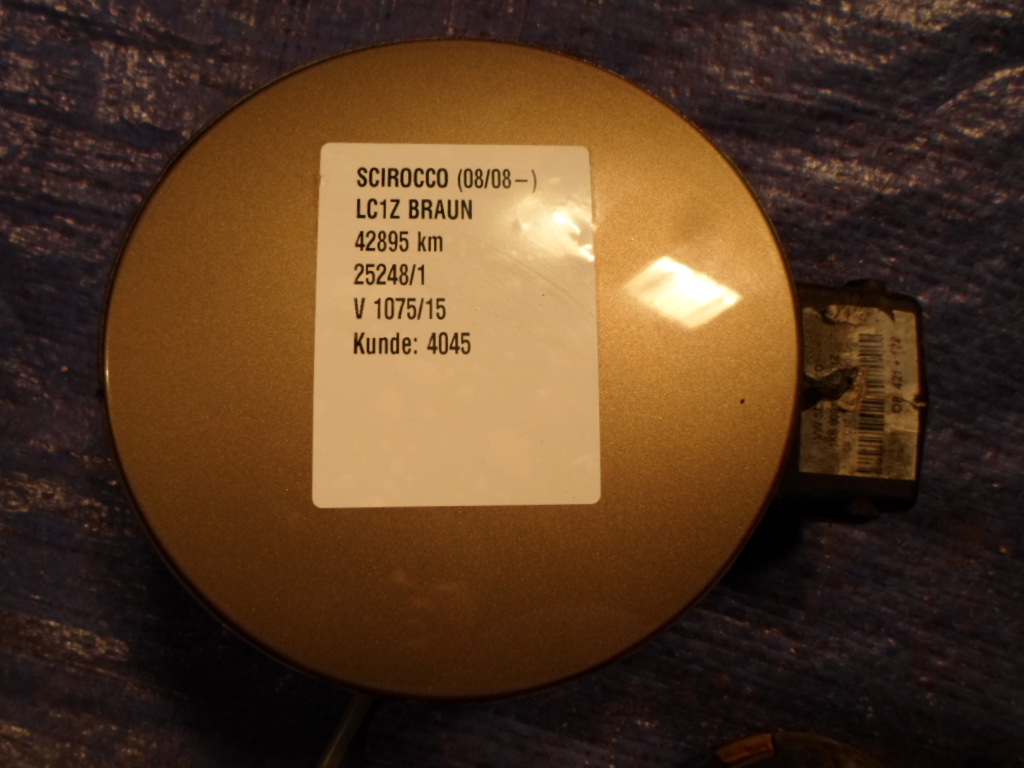 SCIROCCO (08/08–)
LC1Z BRAUN
42895 km
25248/1
V 1075/15
Kunde: 4045